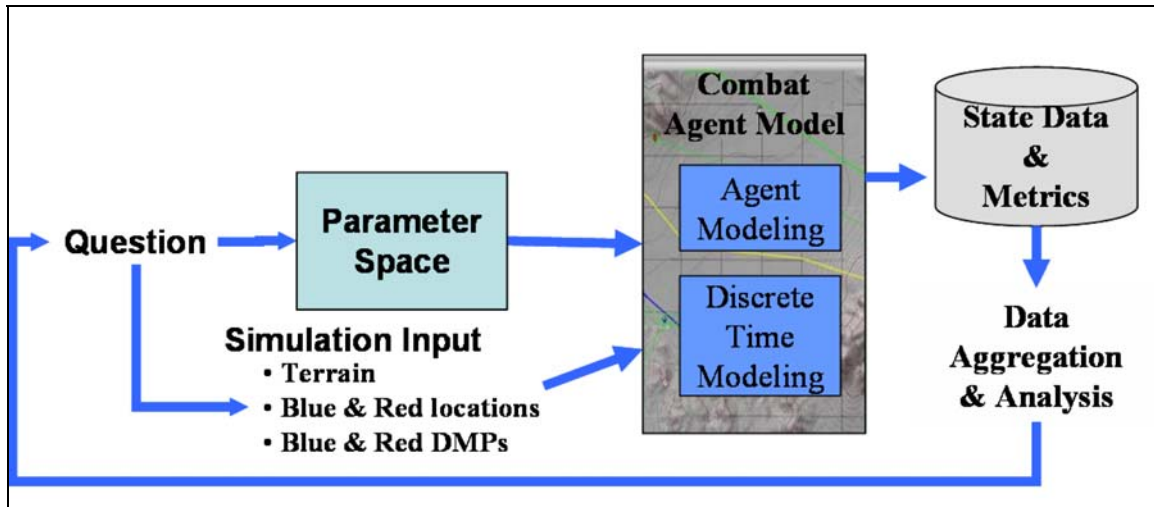 Question
Parameter
Space
Simulation Input
• Terrain
• Blue & Red locations
• Blue & Red DMPs
Combat
Agent Model
Agent
Modeling
Discrete
Time
Modeling
State Data
&
Metrics
Data
Aggregation
& Analysis